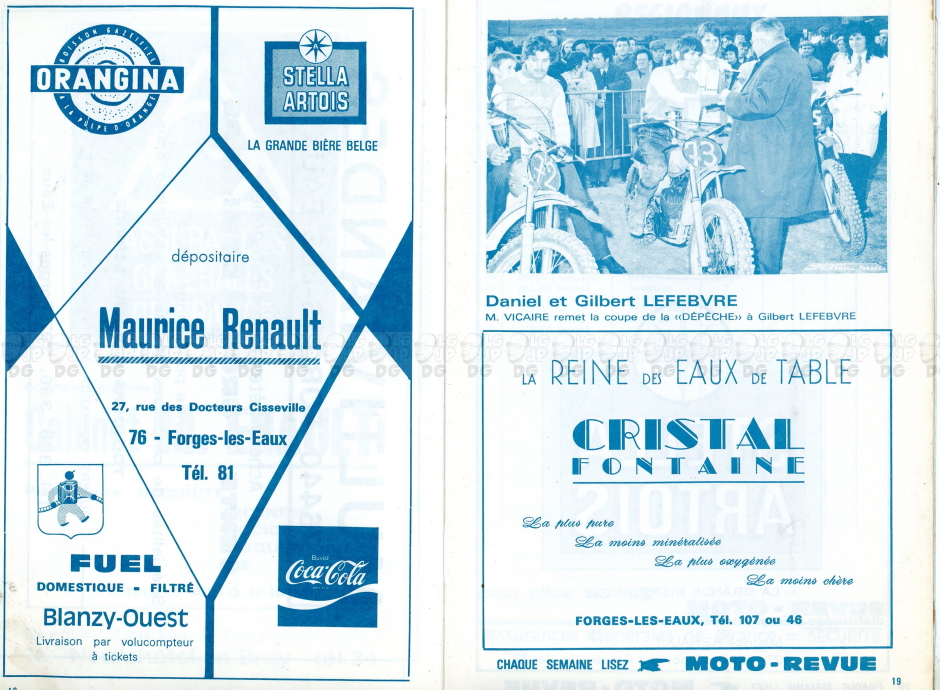 BOISSON GAZEIFIÉE
ORANGINA
A LA PULPE D'ORANGE
STELLA
ARTOIS
LA GRANDE BIÈRE BELGE
dépositaire
Maurice Renault
27, rue des Docteurs Cisseville
76 - Forges-les-Eaux
Tél. 81
FUEL
DOMESTIQUE - FILTRÉ
Blanzy-Ouest
Livraison par volucompteur
à tickets
Buvez
Coca-Cola
72
73
5
Daniel et Gilbert LEFEBVRE
M. VICAIRE remet la coupe de la «DÉPÊCHE» à Gilbert LEFEBVRE
LA REINE DES EAUX DE TABLE
CRISTAL
FONTAINE
La plus pure
La moins minéralisée
La plus oxygénée
La moins chère
FORGES-LES-EAUX, Tél. 107 ou 46
CHAQUE SEMAINE LISEZ MOTO-REVUE
19